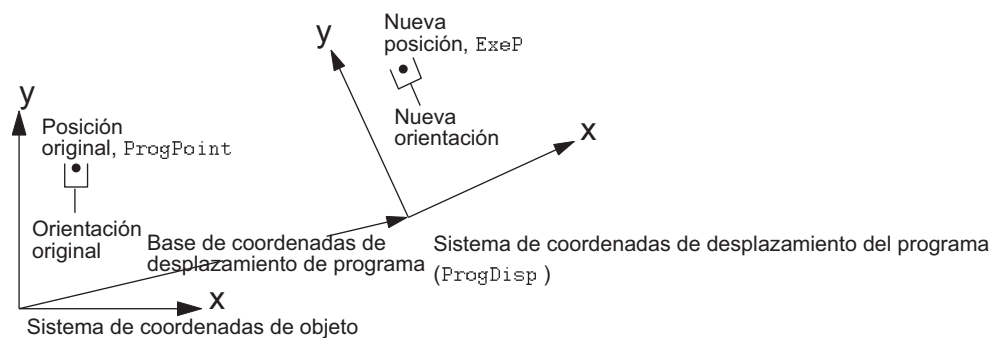 Nueva
posición, ExeP
y
Nueva
orientación
x
y
Posición
original, ProgPoint
Orientación
original
Base de coordenadas de
desplazamiento de programa
Sistema de coordenadas de desplazamiento del programa
(ProgDisp )
x
Sistema de coordenadas de objeto